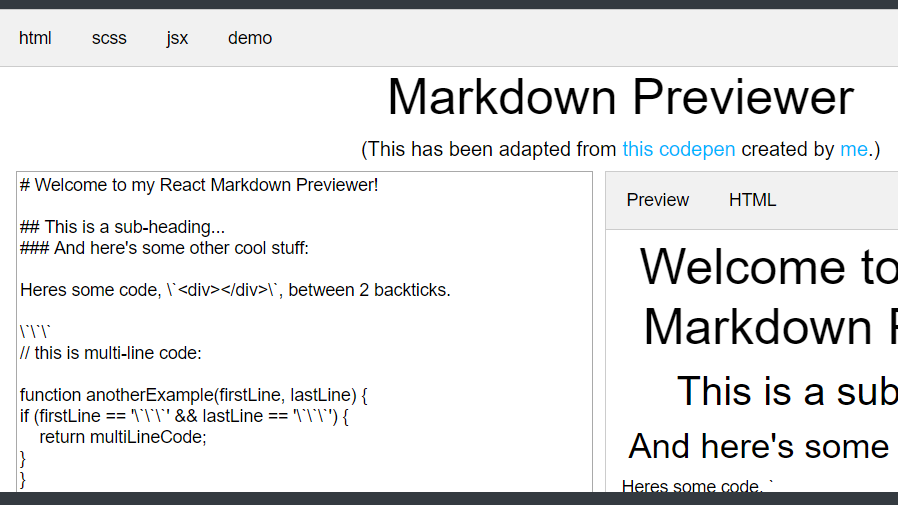 html scss jsx demo
Markdown Previewer
(This has been adapted from this codepen created by me.)
# Welcome to my React Markdown Previewer!
## This is a sub-heading...
### And here's some other cool stuff:
Heres some code, \`<div></div>\`, between 2 backticks.
\`\`\`
// this is multi-line code:
function anotherExample(firstLine, lastLine) {
if (firstLine == '\`\`\`' && lastLine == '\`\`\`') {
return multiLineCode;
}
}
Preview HTML
Welcome to
Markdown
This is a sub
And here's some
Heres some code, `